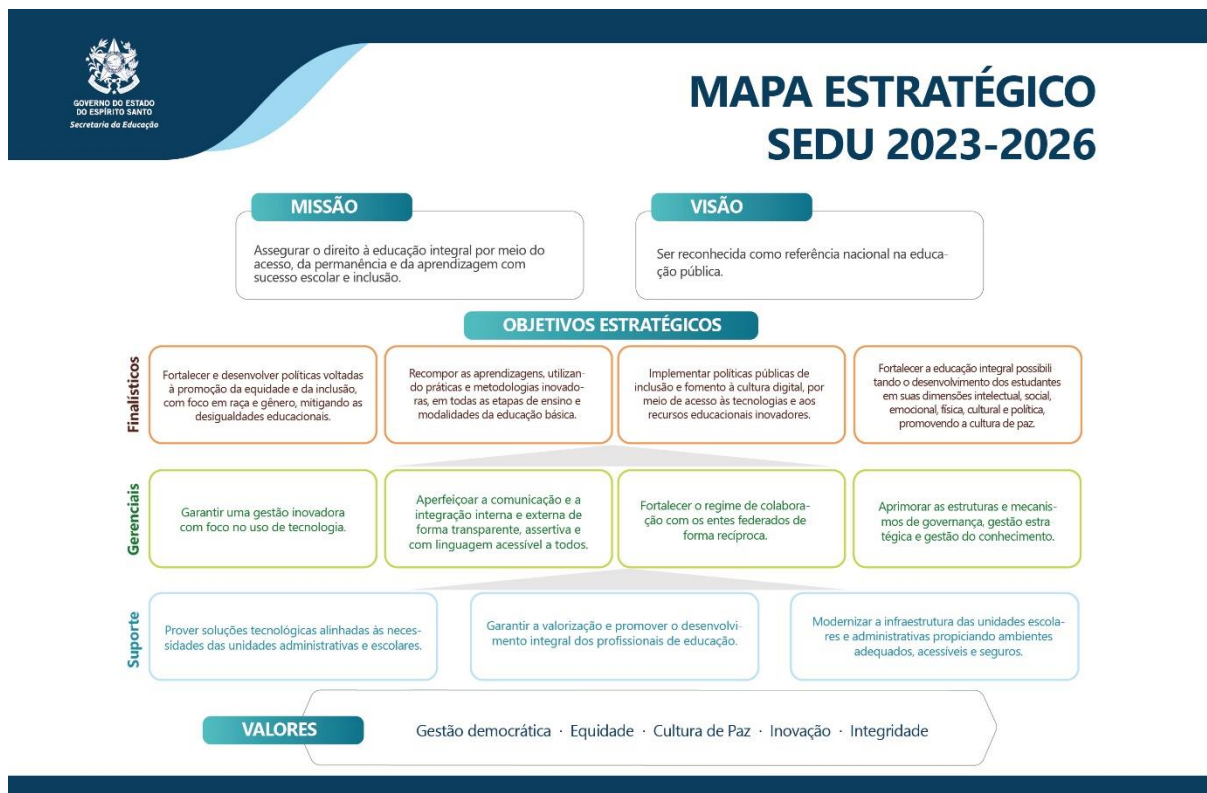 GOVERNO DO ESTADO
DO ESPÍRITO SANTO
Secretaria da Educação
MAPA ESTRATÉGICO
SEDU 2023-2026
MISSÃO
Assegurar o direito à educação integral por meio do
acesso, da permanência e da aprendizagem com
sucesso escolar e inclusão.
VISÃO
Ser reconhecida como referência nacional na educa-
ção pública.
OBJETIVOS ESTRATÉGICOS
Finalísticos
Fortalecer e desenvolver políticas voltadas
à promoção da equidade e da inclusão,
com foco em raça e gênero, mitigando as
desigualdades educacionais.
Recompor as aprendizagens, utilizan-
do práticas e metodologias inovado-
ras, em todas as etapas de ensino e
modalidades da educação básica.
Implementar políticas públicas de
inclusão e fomento à cultura digital, por
meio de acesso às tecnologias e aos
recursos educacionais inovadores.
Fortalecer a educação integral possibili
tando o desenvolvimento dos estudantes
em suas dimensões intelectual, social,
emocional, física, cultural e política,
promovendo a cultura de paz.
Gerenciais
Garantir uma gestão inovadora
com foco no uso de tecnologia.
Aperfeiçoar a comunicação e a
integração interna e externa de
forma transparente, assertiva e
com linguagem acessível a todos.
Fortalecer o regime de colabora-
ção com os entes federados de
forma recíproca.
Aprimorar as estruturas e mecanis-
mos de governança, gestão estra
tégica e gestão do conhecimento.
Suporte
Prover soluções tecnológicas alinhadas às neces-
sidades das unidades administrativas e escolares.
Garantir a valorização e promover o desenvolvi-
mento integral dos profissionais de educação.
Modernizar a infraestrutura das unidades escola-
res e administrativas propiciando ambientes
adequados, acessíveis e seguros.
VALORES
Gestão democrática · Equidade · Cultura de Paz · Inovação · Integridade